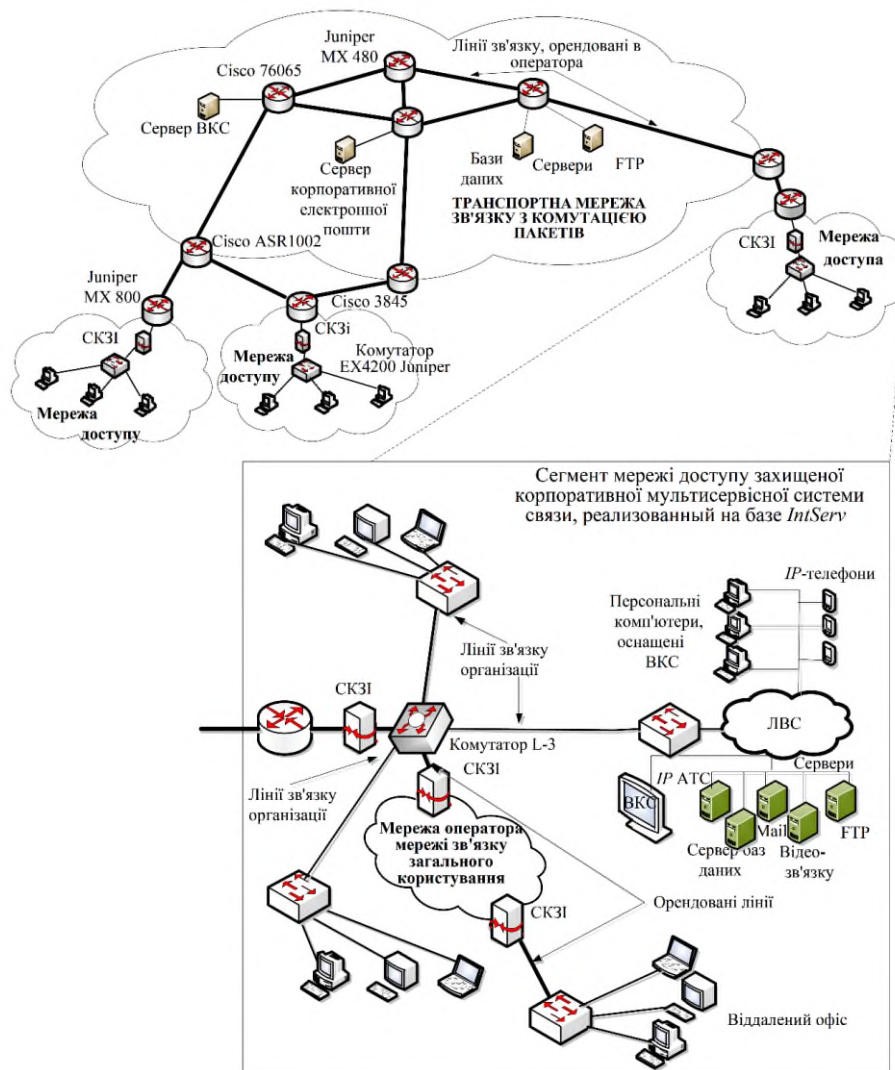 Juniper
MX 480
Лінії зв'язку, орендовані в
оператора
Cisco 76065
Сервер ВКС
Сервер
корпоративної
електронної
пошти
Бази
даних
Сервери
FTP
ТРАНСПОРТНА МЕРЕЖА
ЗВ'ЯЗКУ З КОМУТАЦІЄЮ
ПАКЕТІВ
СКЗІ
Мережа
доступа
Cisco ASR1002
Juniper
MX 800
Cisco 3845
СКЗІ
СКЗі
Мережа
доступу
Комутатор
EX4200 Juniper
Мережа
доступу
Сегмент мережі доступу захищеної
корпоративної мультисервісної системи
связи, реализованный на базе IntServ
IP-телефони
Персональні
комп'ютери,
оснащені
ВКС
Лінії зв'язку
організації
СКЗІ
ЛВС
Комутатор L-3
СКЗІ
Лінії зв'язку
організації
Сервери
IP АТС
ВКС
Mail
FTP
Сервер баз
даних
Відео-
зв'язку
Мережа оператора
мережі зв'язку
загального
користування
СКЗІ
Орендовані лінії
Віддалений офіс